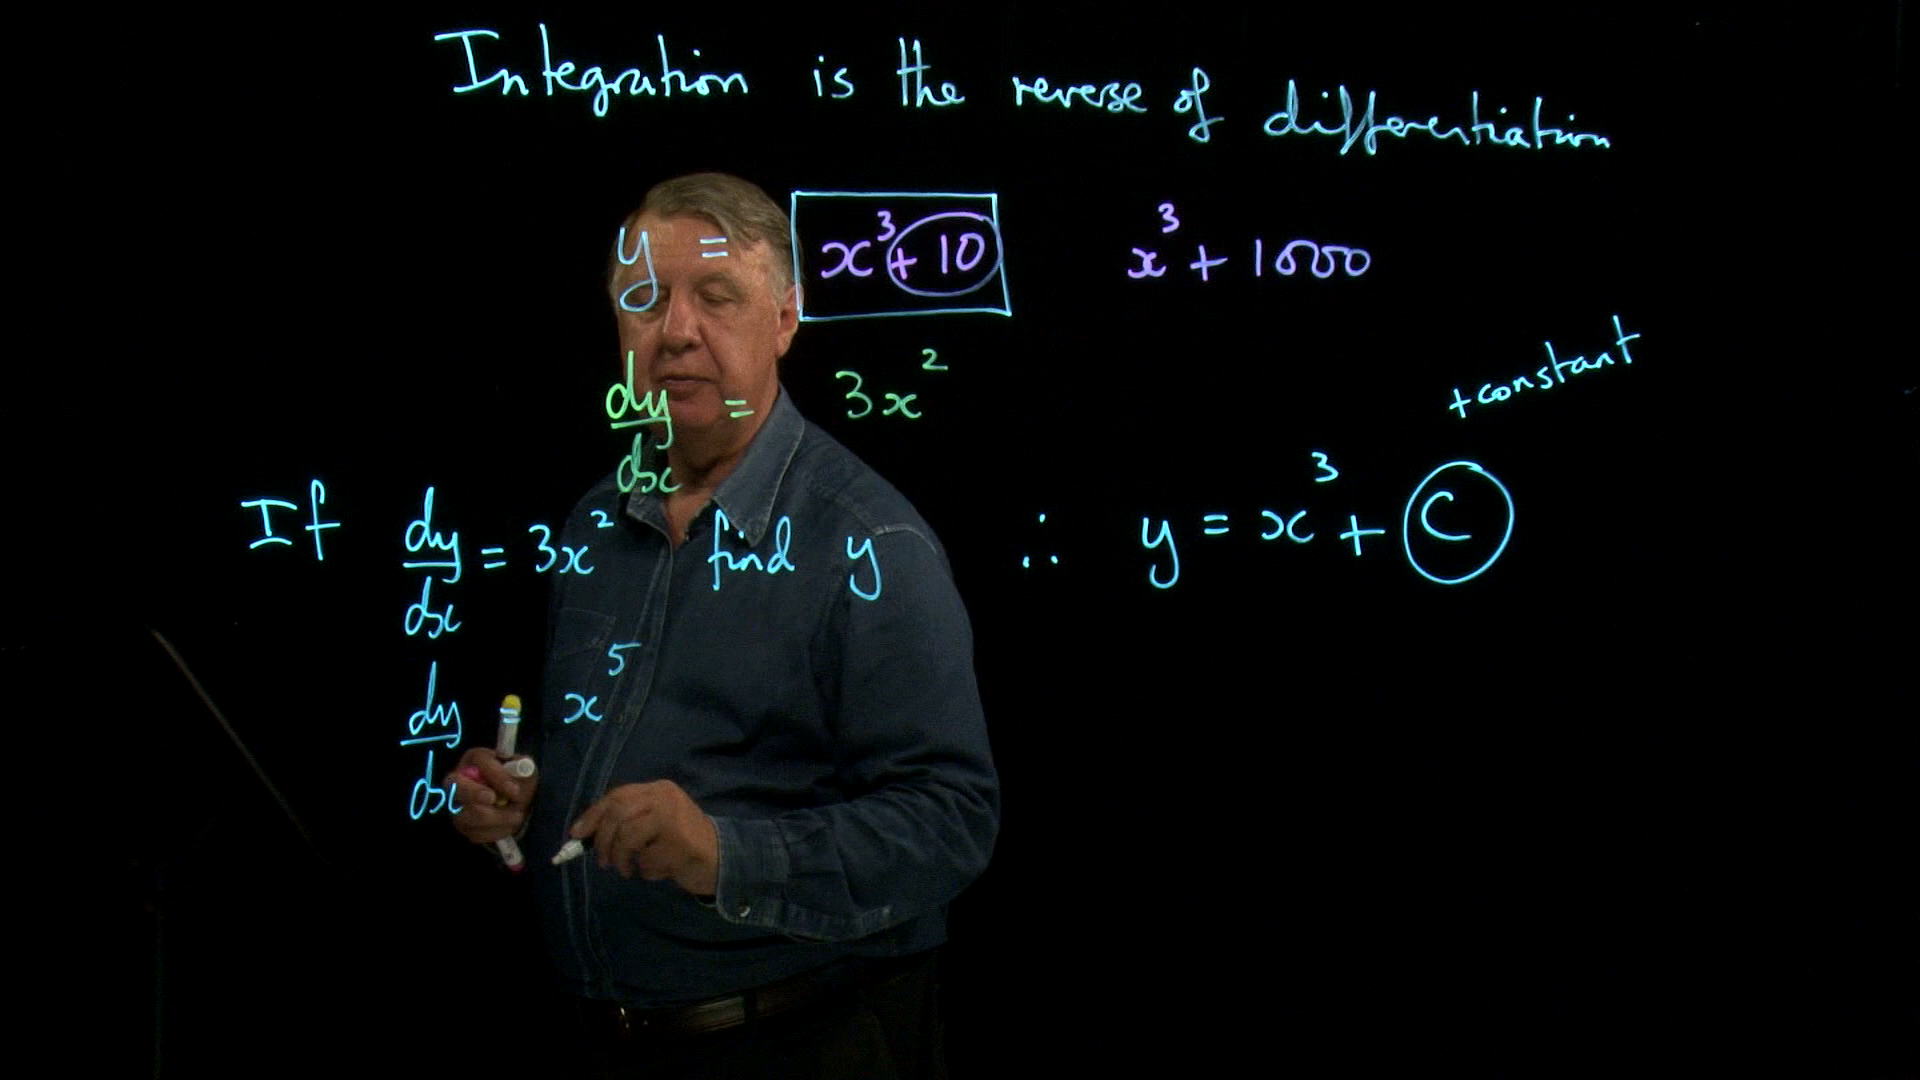 Integration is the reverse of differentiation
y = x³ + 10 x³ + 1000
dy/dx = 3x²
+ constant
If dy/dx = 3x² find y ∴ y = x³ + C
dy/dx = x⁵